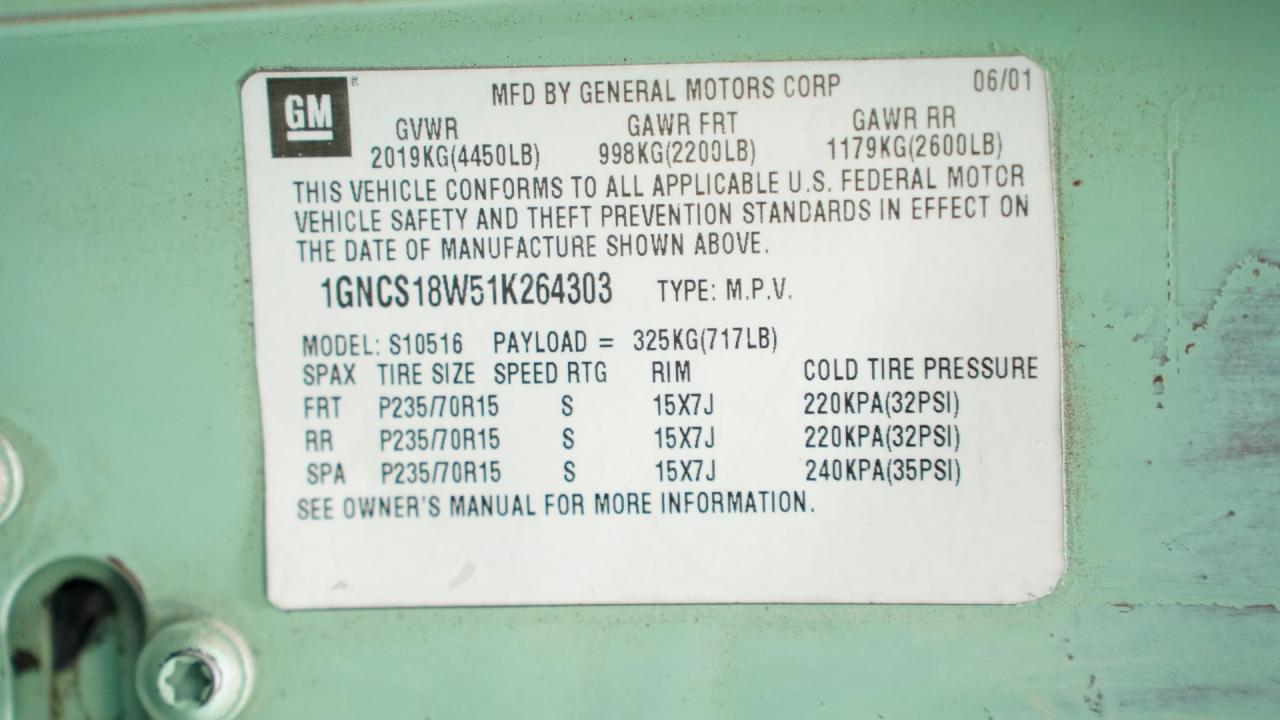 GM ® MFD BY GENERAL MOTORS CORP 06/01
GVWR GAWR FRT GAWR RR
2019KG(4450LB) 998KG(2200LB) 1179KG(2600LB)
THIS VEHICLE CONFORMS TO ALL APPLICABLE U.S. FEDERAL MOTOR
VEHICLE SAFETY AND THEFT PREVENTION STANDARDS IN EFFECT ON
THE DATE OF MANUFACTURE SHOWN ABOVE.
1GNCS18W51K264303 TYPE: M.P.V.
MODEL: S10516 PAYLOAD = 325KG(717LB)
SPAX TIRE SIZE SPEED RTG RIM COLD TIRE PRESSURE
FRT P235/70R15 S 15X7J 220KPA(32PSI)
RR P235/70R15 S 15X7J 220KPA(32PSI)
SPA P235/70R15 S 15X7J 240KPA(35PSI)
SEE OWNER'S MANUAL FOR MORE INFORMATION.